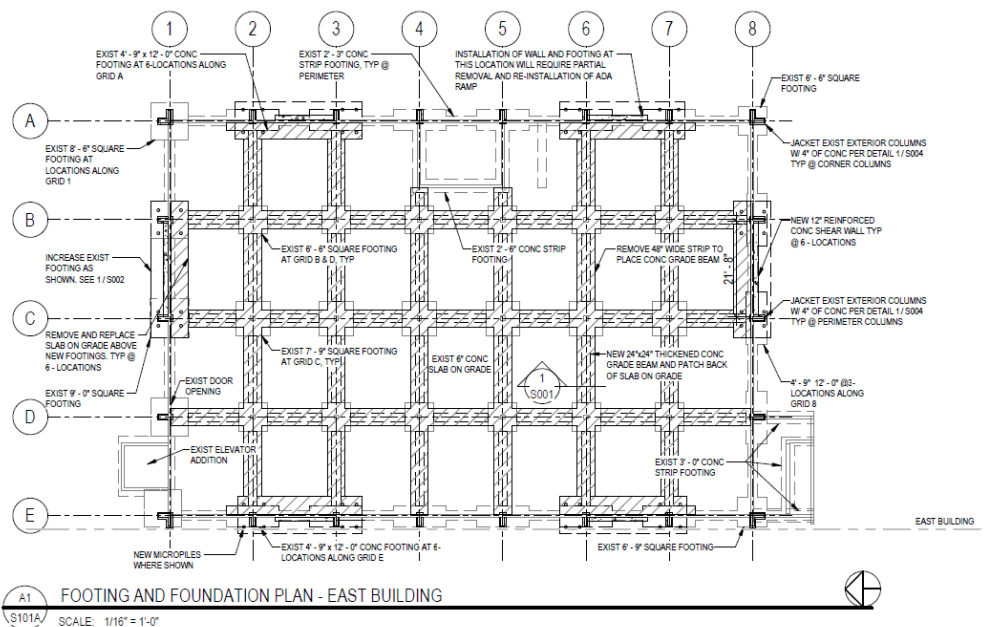 1 2 3 4 5 6 7 8
EXIST 4' - 9" x 12' - 0" CONC
FOOTING AT 6-LOCATIONS ALONG
GRID A
EXIST 2' - 3" CONC
STRIP FOOTING, TYP @
PERIMETER
INSTALLATION OF WALL AND FOOTING AT
THIS LOCATION WILL REQUIRE PARTIAL
REMOVAL AND RE-INSTALLATION OF ADA
RAMP
EXIST 6' - 6" SQUARE
FOOTING
A
EXIST 8' - 6" SQUARE
FOOTING AT
LOCATIONS ALONG
GRID 1
JACKET EXIST EXTERIOR COLUMNS
W/ 4" OF CONC PER DETAIL 1 / S004
TYP @ CORNER COLUMNS
B
INCREASE EXIST
FOOTING AS
SHOWN. SEE 1 / S002
EXIST 6' - 6" SQUARE FOOTING
AT GRID B & D, TYP
EXIST 2' - 6" CONC STRIP
FOOTING
REMOVE 48" WIDE STRIP TO
PLACE CONC GRADE BEAM
21' - 8"
NEW 12" REINFORCED
CONC SHEAR WALL TYP
@ 6 - LOCATIONS
C
JACKET EXIST EXTERIOR COLUMNS
W/ 4" OF CONC PER DETAIL 1 / S004
TYP @ PERIMETER COLUMNS
REMOVE AND REPLACE
SLAB ON GRADE ABOVE
NEW FOOTINGS. TYP @
6 - LOCATIONS
EXIST 7' - 9" SQUARE FOOTING
AT GRID C, TYP
EXIST 6" CONC
SLAB ON GRADE
NEW 24"x24" THICKENED CONC
GRADE BEAM AND PATCH BACK
OF SLAB ON GRADE
1
S001
EXIST 9' - 0" SQUARE
FOOTING
EXIST DOOR
OPENING
4' - 9" 12' - 0" @3-
LOCATIONS ALONG
GRID 8
D
EXIST ELEVATOR
ADDITION
EXIST 3' - 0" CONC
STRIP FOOTING
E
EAST BUILDING
NEW MICROPILES
WHERE SHOWN
EXIST 4' - 9" x 12' - 0" CONC FOOTING AT 6-
LOCATIONS ALONG GRID E
EXIST 6' - 9" SQUARE FOOTING
A1
S101A
FOOTING AND FOUNDATION PLAN - EAST BUILDING
SCALE: 1/16" = 1'-0"